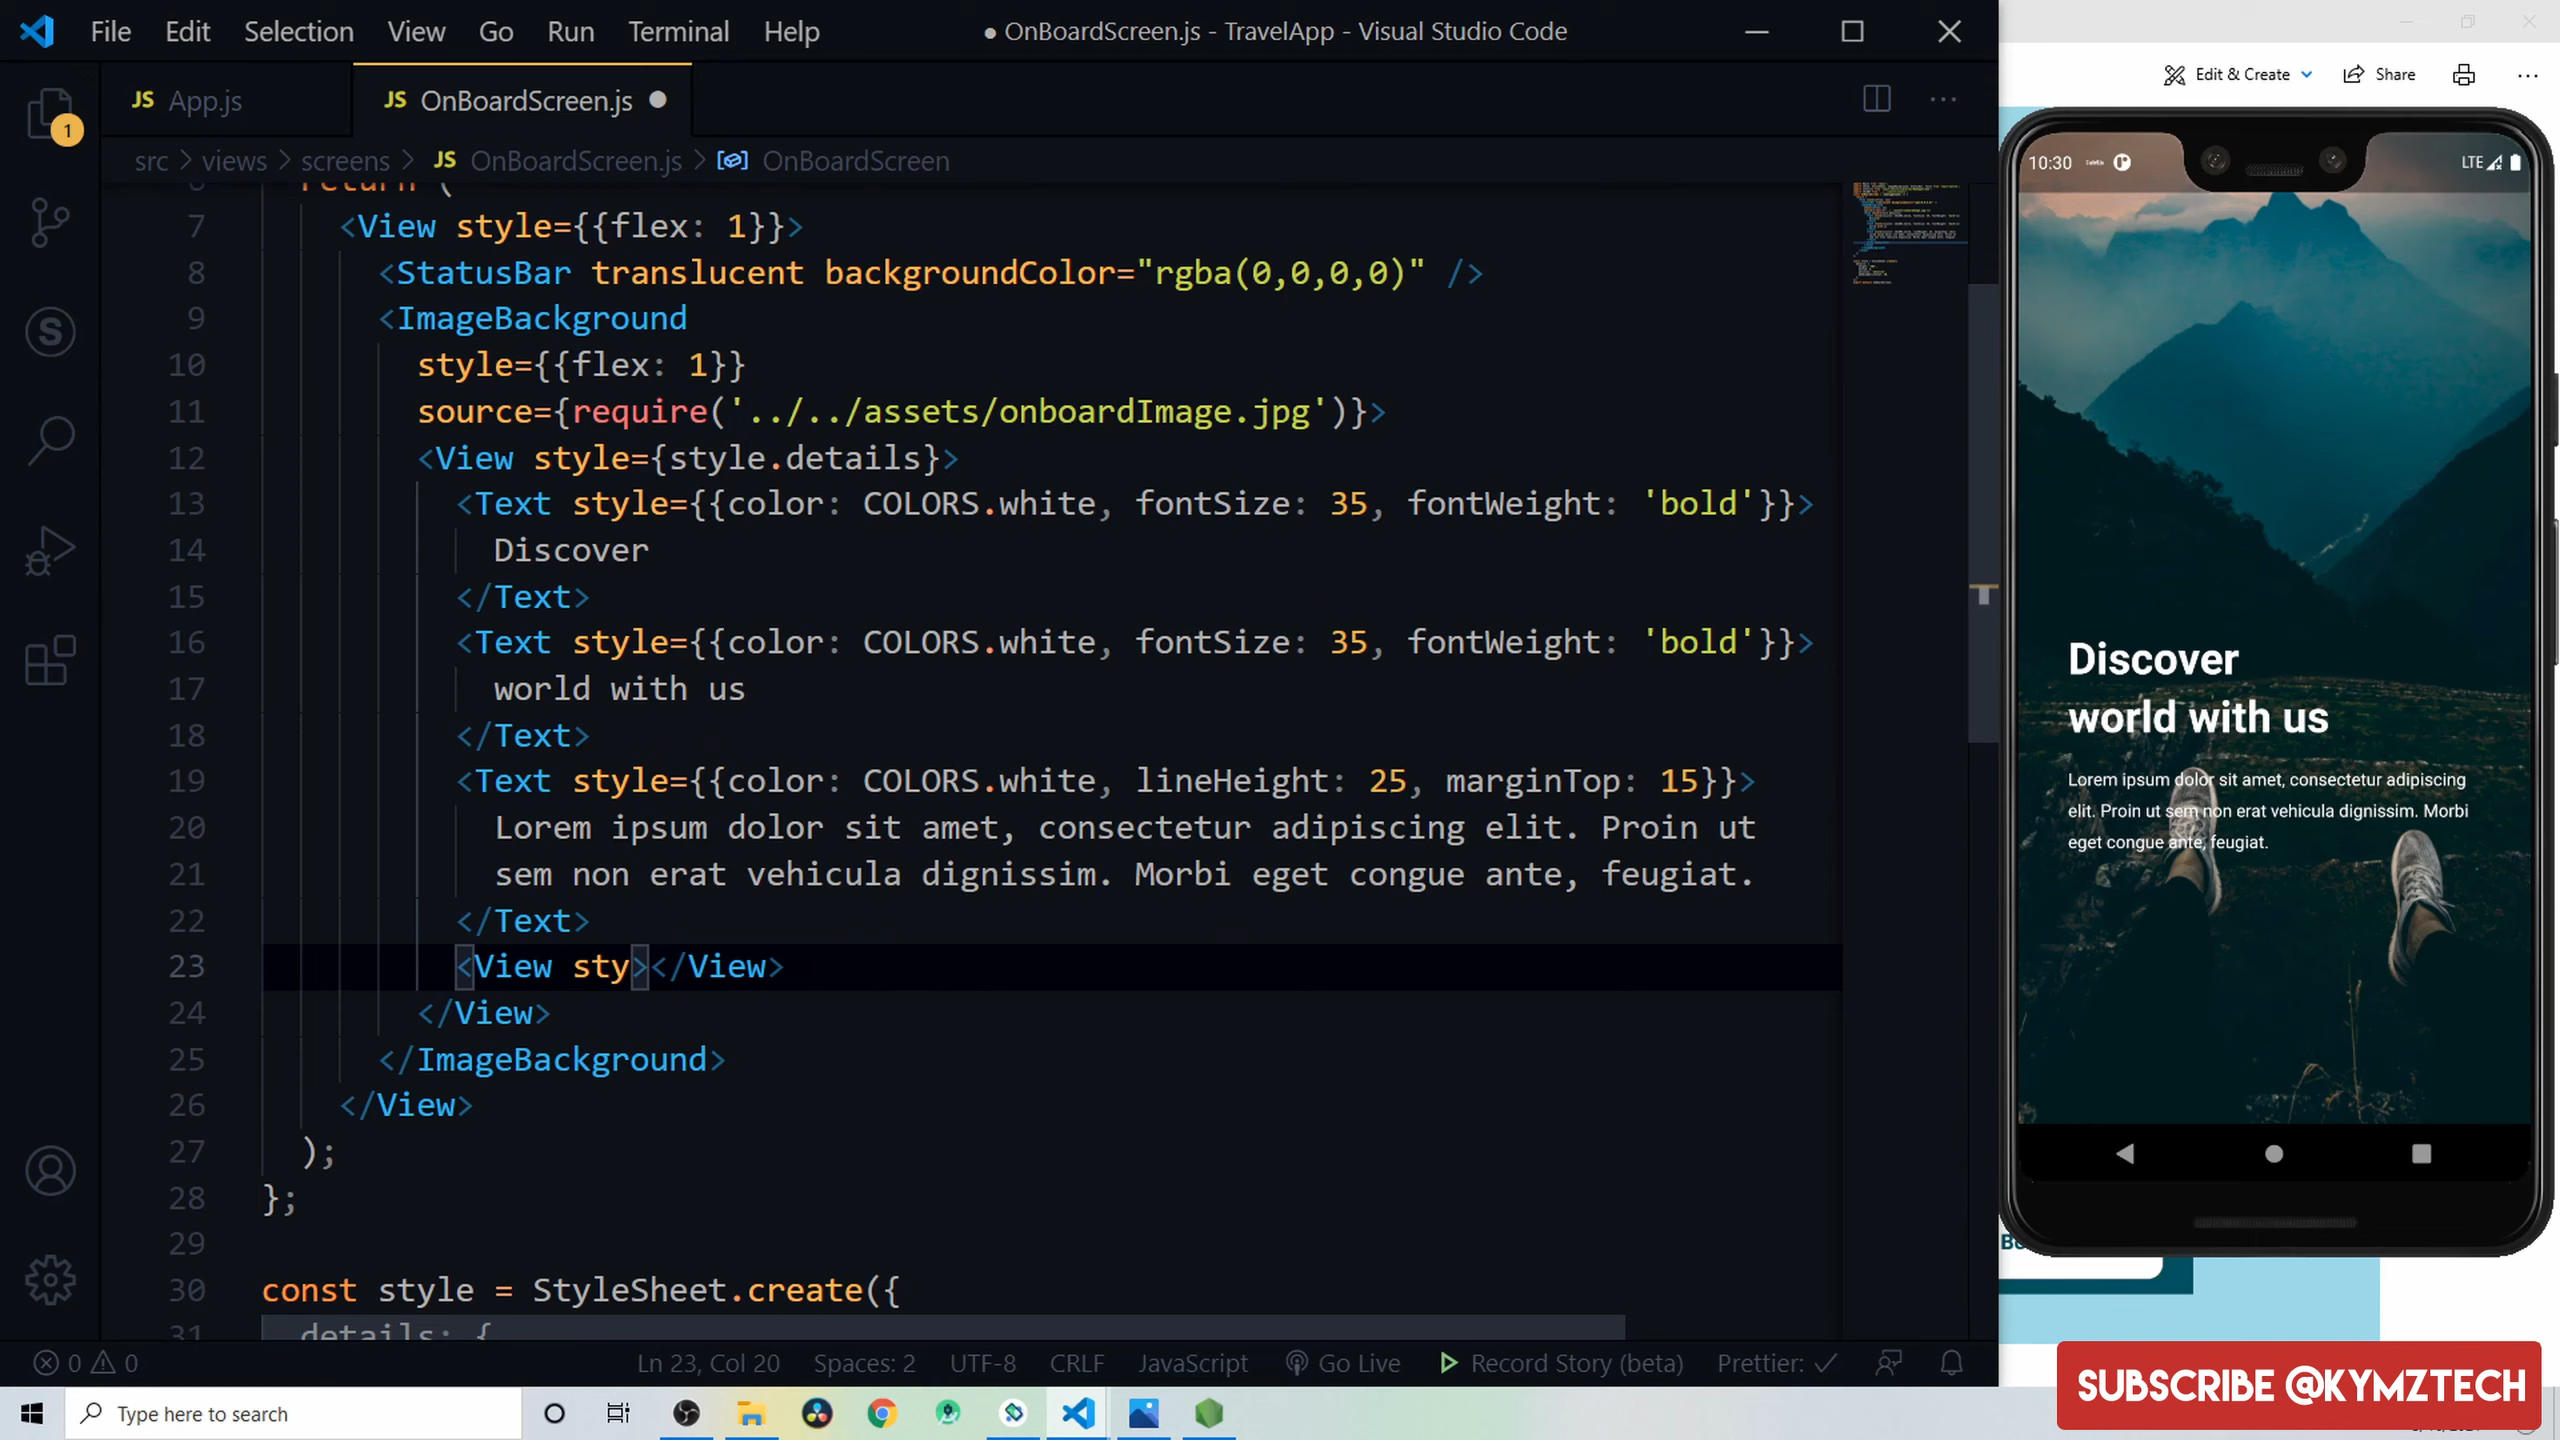 File Edit Selection View Go Run Terminal Help ● OnBoardScreen.js - TravelApp - Visual Studio Code
Edit & Create Share
1
JS App.js JS OnBoardScreen.js
src > views > screens > JS OnBoardScreen.js > OnBoardScreen
7 <View style={{flex: 1}}>
8 <StatusBar translucent backgroundColor="rgba(0,0,0,0)" />
9 <ImageBackground
10 style={{flex: 1}}
11 source={require('../../assets/onboardImage.jpg')}>
12 <View style={style.details}>
13 <Text style={{color: COLORS.white, fontSize: 35, fontWeight: 'bold'}}>
14 Discover
15 </Text>
16 <Text style={{color: COLORS.white, fontSize: 35, fontWeight: 'bold'}}>
17 world with us
18 </Text>
19 <Text style={{color: COLORS.white, lineHeight: 25, marginTop: 15}}>
20 Lorem ipsum dolor sit amet, consectetur adipiscing elit. Proin ut
21 sem non erat vehicula dignissim. Morbi eget congue ante, feugiat.
22 </Text>
23 <View sty></View>
24 </View>
25 </ImageBackground>
26 </View>
27 );
28 };
29
30 const style = StyleSheet.create({
31 details: {
10:30 LTE
Discover
world with us
Lorem ipsum dolor sit amet, consectetur adipiscing
elit. Proin ut sem non erat vehicula dignissim. Morbi
eget congue ante, feugiat.
0 0 Ln 23, Col 20 Spaces: 2 UTF-8 CRLF JavaScript Go Live Record Story (beta) Prettier: ✓
SUBSCRIBE @KYMZTECH
Type here to search